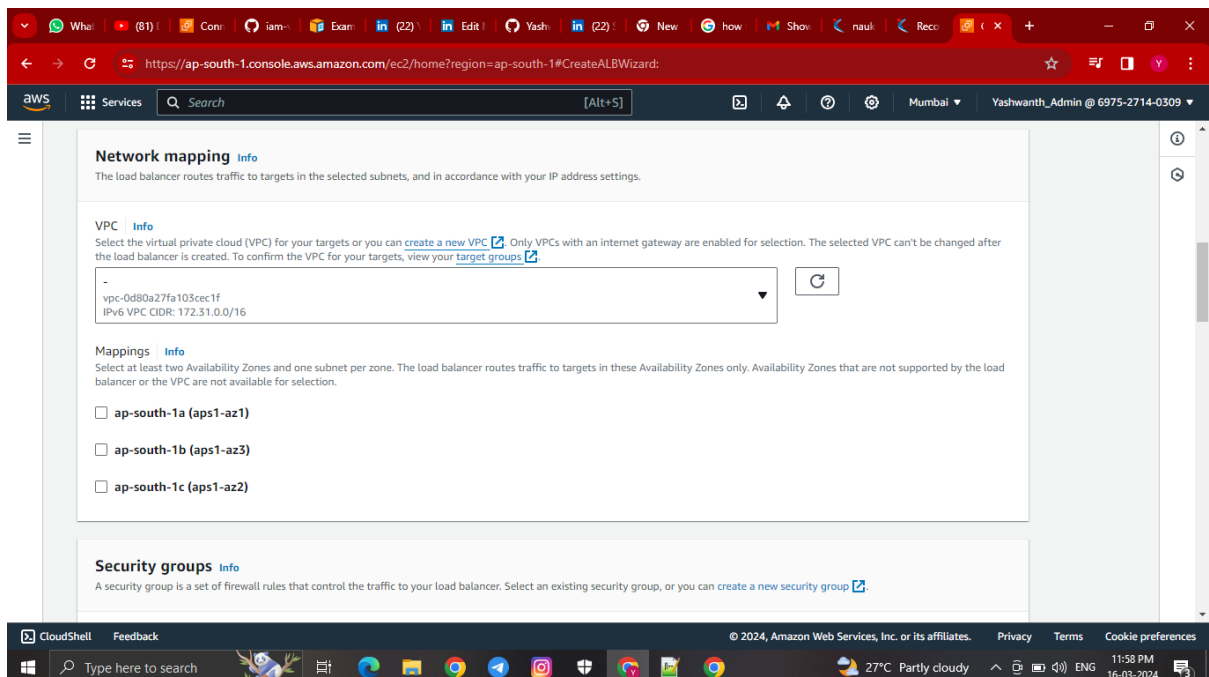 What
(81)
Conn
iam-
Exam
in (22)
in Edit
Yash
in (22)
New
how
Show
nauk
Reco
https://ap-south-1.console.aws.amazon.com/ec2/home?region=ap-south-1#CreateALBWizard:
Y
aws
Services
Search
[Alt+S]
Mumbai
Yashwanth_Admin @ 6975-2714-0309
Network mapping Info
The load balancer routes traffic to targets in the selected subnets, and in accordance with your IP address settings.
VPC Info
Select the virtual private cloud (VPC) for your targets or you can create a new VPC. Only VPCs with an internet gateway are enabled for selection. The selected VPC can't be changed after
the load balancer is created. To confirm the VPC for your targets, view your target groups.
-
vpc-0d80a27fa103cec1f
IPv6 VPC CIDR: 172.31.0.0/16
Mappings Info
Select at least two Availability Zones and one subnet per zone. The load balancer routes traffic to targets in these Availability Zones only. Availability Zones that are not supported by the load
balancer or the VPC are not available for selection.
ap-south-1a (aps1-az1)
ap-south-1b (aps1-az3)
ap-south-1c (aps1-az2)
Security groups Info
A security group is a set of firewall rules that control the traffic to your load balancer. Select an existing security group, or you can create a new security group.
CloudShell Feedback
© 2024, Amazon Web Services, Inc. or its affiliates. Privacy Terms Cookie preferences
Type here to search
27°C Partly cloudy
ENG
11:58 PM
16-03-2024